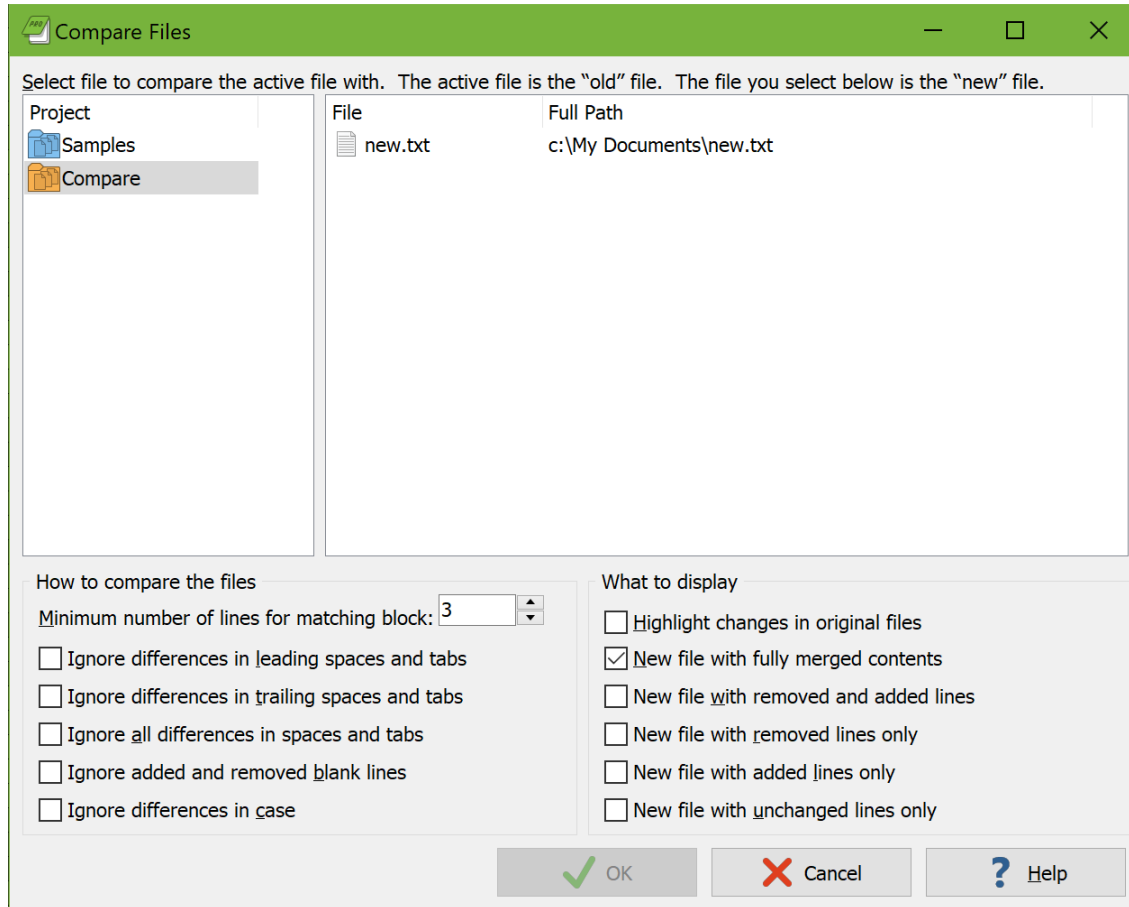 Compare Files
Select file to compare the active file with.  The active file is the “old” file.  The file you select below is the “new” file.
Project
Samples
Compare
File Full Path
new.txt c:\My Documents\new.txt
How to compare the files
Minimum number of lines for matching block: 3
Ignore differences in leading spaces and tabs
Ignore differences in trailing spaces and tabs
Ignore all differences in spaces and tabs
Ignore added and removed blank lines
Ignore differences in case
What to display
Highlight changes in original files
New file with fully merged contents
New file with removed and added lines
New file with removed lines only
New file with added lines only
New file with unchanged lines only
OK Cancel ? Help